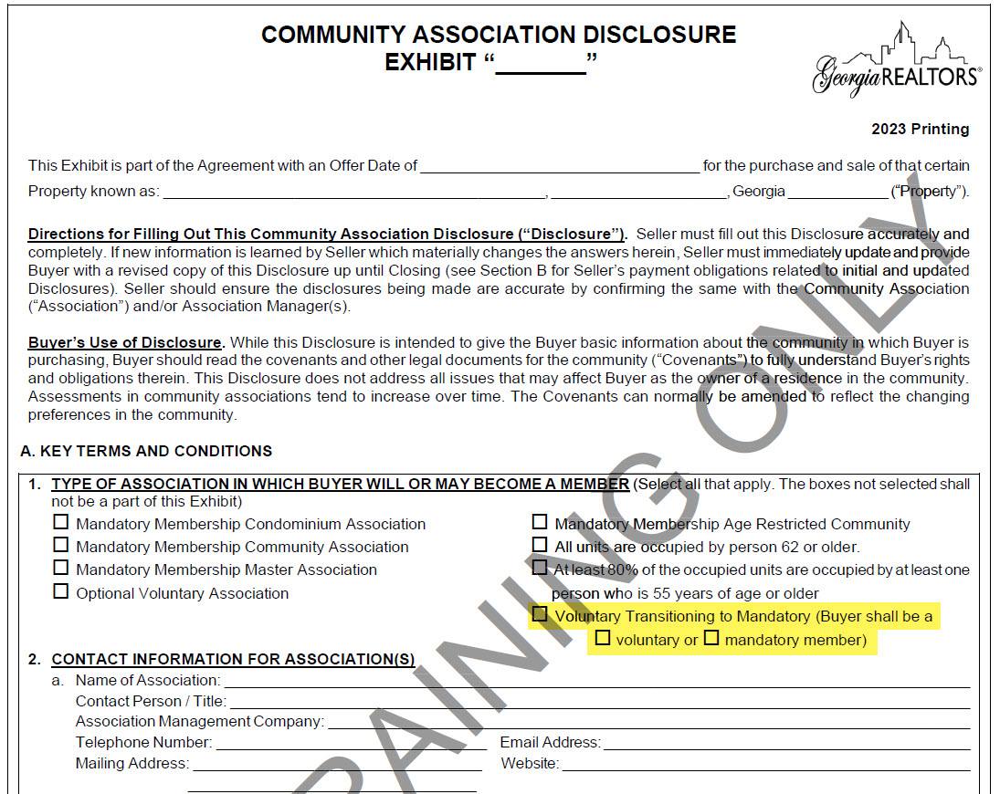 COMMUNITY ASSOCIATION DISCLOSURE
EXHIBIT “_______”
GeorgiaREALTORS®
2023 Printing
This Exhibit is part of the Agreement with an Offer Date of ________________________________ for the purchase and sale of that certain
Property known as: ____________________________________________, ____________________, Georgia ____________ (“Property”).
Directions for Filling Out This Community Association Disclosure (“Disclosure”). Seller must fill out this Disclosure accurately and
completely. If new information is learned by Seller which materially changes the answers herein, Seller must immediately update and provide
Buyer with a revised copy of this Disclosure up until Closing (see Section B for Seller’s payment obligations related to initial and updated
Disclosures). Seller should ensure the disclosures being made are accurate by confirming the same with the Community Association
(“Association”) and/or Association Manager(s).
Buyer’s Use of Disclosure. While this Disclosure is intended to give the Buyer basic information about the community in which Buyer is
purchasing, Buyer should read the covenants and other legal documents for the community (“Covenants”) to fully understand Buyer’s rights
and obligations therein. This Disclosure does not address all issues that may affect Buyer as the owner of a residence in the community.
Assessments in community associations tend to increase over time. The Covenants can normally be amended to reflect the changing
preferences in the community.
A. KEY TERMS AND CONDITIONS
1. TYPE OF ASSOCIATION IN WHICH BUYER WILL OR MAY BECOME A MEMBER (Select all that apply. The boxes not selected shall
not be a part of this Exhibit)
☐ Mandatory Membership Condominium Association
☐ Mandatory Membership Community Association
☐ Mandatory Membership Master Association
☐ Optional Voluntary Association
☐ Mandatory Membership Age Restricted Community
☐ All units are occupied by person 62 or older.
☐ At least 80% of the occupied units are occupied by at least one
person who is 55 years of age or older
☐ Voluntary Transitioning to Mandatory (Buyer shall be a
☐ voluntary or ☐ mandatory member)
2. CONTACT INFORMATION FOR ASSOCIATION(S)
a. Name of Association: ____________________
Contact Person / Title: ____________________
Association Management Company: ____________________
Telephone Number: ____________________ Email Address: ____________________
Mailing Address: ____________________ Website: ____________________
____________________
RAINING ONLY